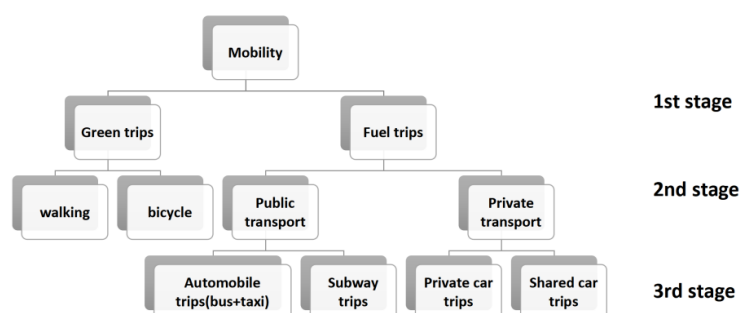 Mobility
1st stage
Green trips
Fuel trips
2nd stage
walking
bicycle
Public
transport
Private
transport
3rd stage
Automobile
trips(bus+taxi)
Subway
trips
Private car
trips
Shared car
trips